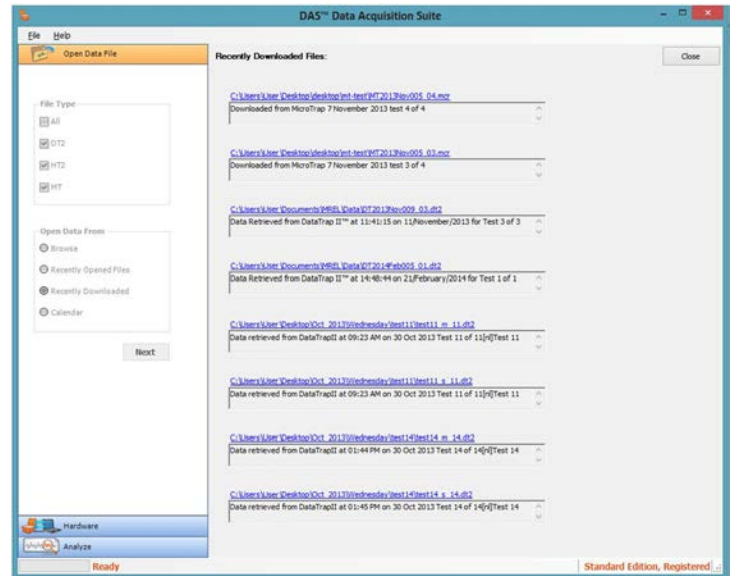 DAS™ Data Acquisition Suite
File Help
Open Data File
Recently Downloaded Files:
Close
File Type
All
DT2
HT2
MT
Open Data From
Browse
Recently Opened Files
Recently Downloaded
Calendar
Next
C:\Users\User\Desktop\desktop\mt-test\MT2013Nov005_04.mcr
Downloaded from MicroTrap 7 November 2013 test 4 of 4
C:\Users\User\Desktop\desktop\mt-test\MT2013Nov005_03.mcr
Downloaded from MicroTrap 7 November 2013 test 3 of 4
C:\Users\User\Documents\MREL\Data\DT2013Nov009_03.dt2
Data Retrieved from DataTrap II™ at 11:41:15 on 11/November/2013 for Test 3 of 3
C:\Users\User\Documents\MREL\Data\DT2014Feb005_01.dt2
Data Retrieved from DataTrap II™ at 14:48:44 on 21/February/2014 for Test 1 of 1
C:\Users\User\Desktop\Oct_2013\Wednesday\test11\test11_m_11.dt2
Data retrieved from DataTrapII at 09:23 AM on 30 Oct 2013 Test 11 of 11[nl]Test 11
C:\Users\User\Desktop\Oct_2013\Wednesday\test11\test11_s_11.dt2
Data retrieved from DataTrapII at 09:23 AM on 30 Oct 2013 Test 11 of 11[nl]Test 11
C:\Users\User\Desktop\Oct_2013\Wednesday\test14\test14_m_14.dt2
Data retrieved from DataTrapII at 01:44 PM on 30 Oct 2013 Test 14 of 14[nl]Test 14
C:\Users\User\Desktop\Oct_2013\Wednesday\test14\test14_s_14.dt2
Data retrieved from DataTrapII at 01:45 PM on 30 Oct 2013 Test 14 of 14[nl]Test 14
Hardware
Analyze
Ready
Standard Edition, Registered